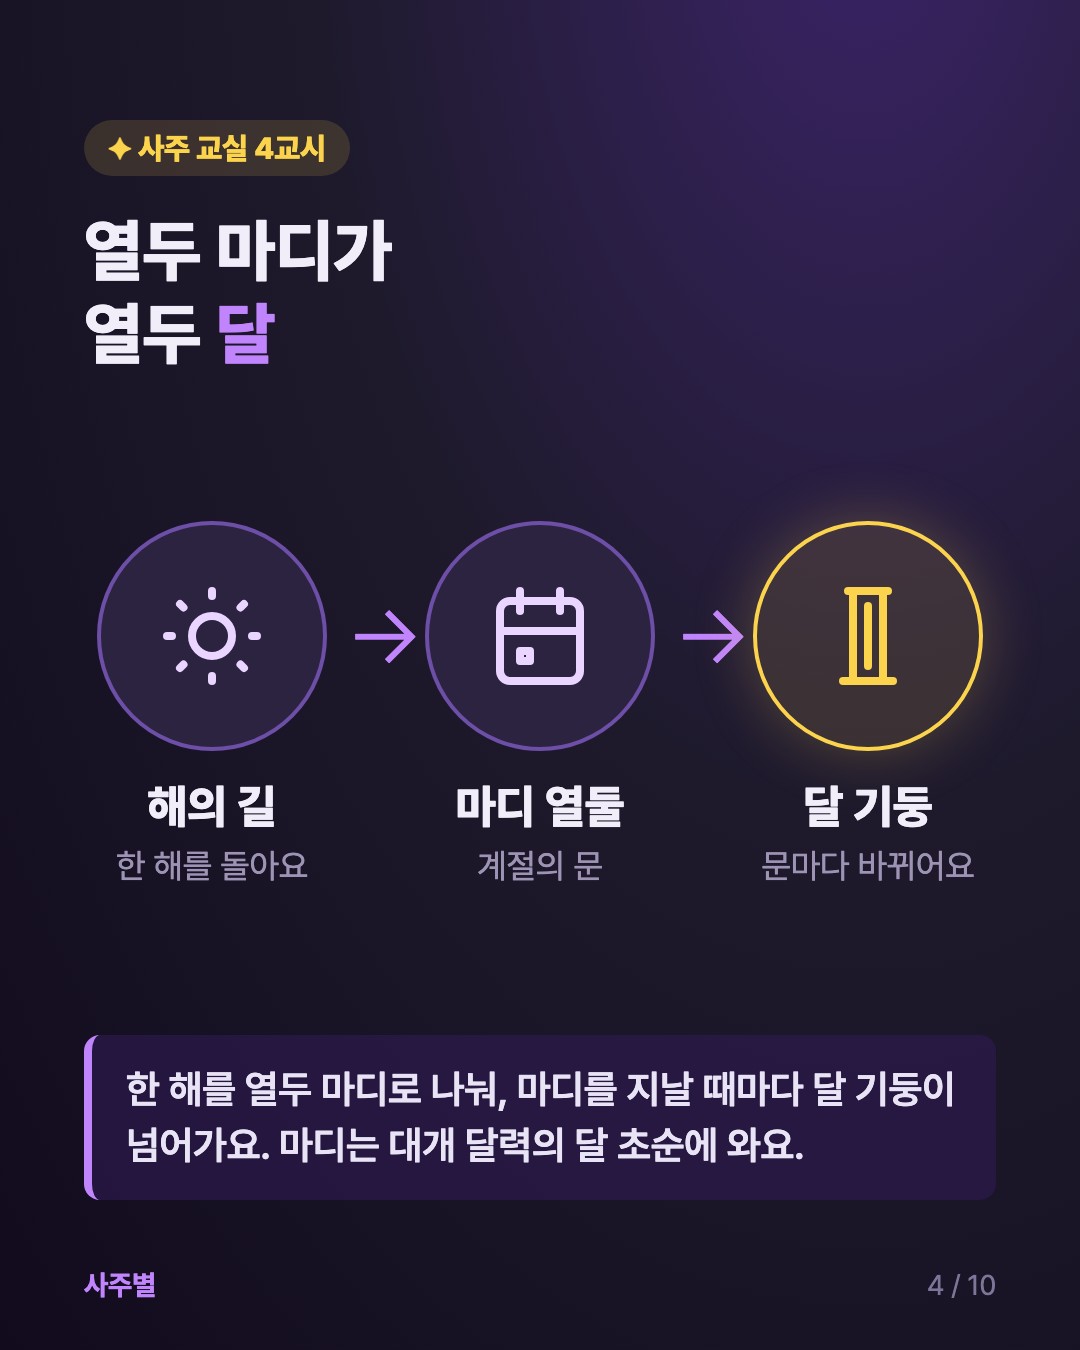 ✦ 사주 교실 4교시
열두 마디가
열두 달
해의 길
한 해를 돌아요
마디 열둘
계절의 문
달 기둥
문마다 바뀌어요
한 해를 열두 마디로 나눠, 마디를 지날 때마다 달 기둥이
넘어가요. 마디는 대개 달력의 달 초순에 와요.
사주별
4 / 10